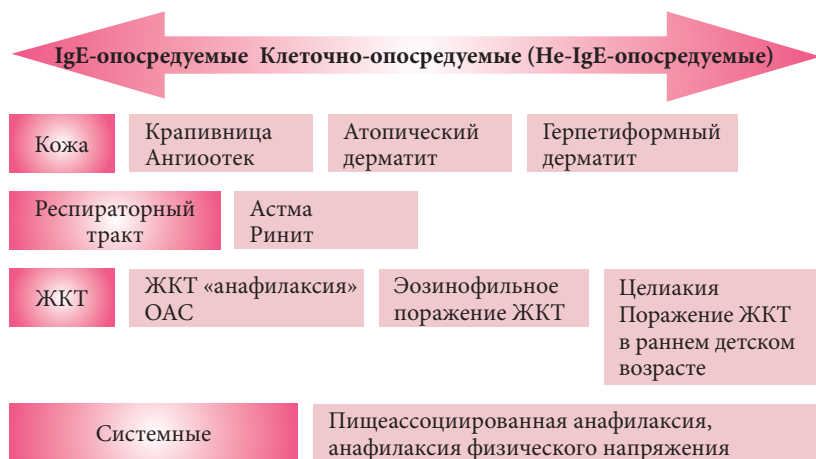 IgE-опосредуемые Клеточно-опосредуемые (Не-IgE-опосредуемые)
Кожа
Крапивница
Ангиоотек
Атопический
дерматит
Герпетиформный
дерматит
Респираторный
тракт
Астма
Ринит
ЖКТ
ЖКТ «анафилаксия»
ОАС
Эозинофильное
поражение ЖКТ
Целиакия
Поражение ЖКТ
в раннем детском
возрасте
Системные
Пищеассоциированная анафилаксия,
анафилаксия физического напряжения